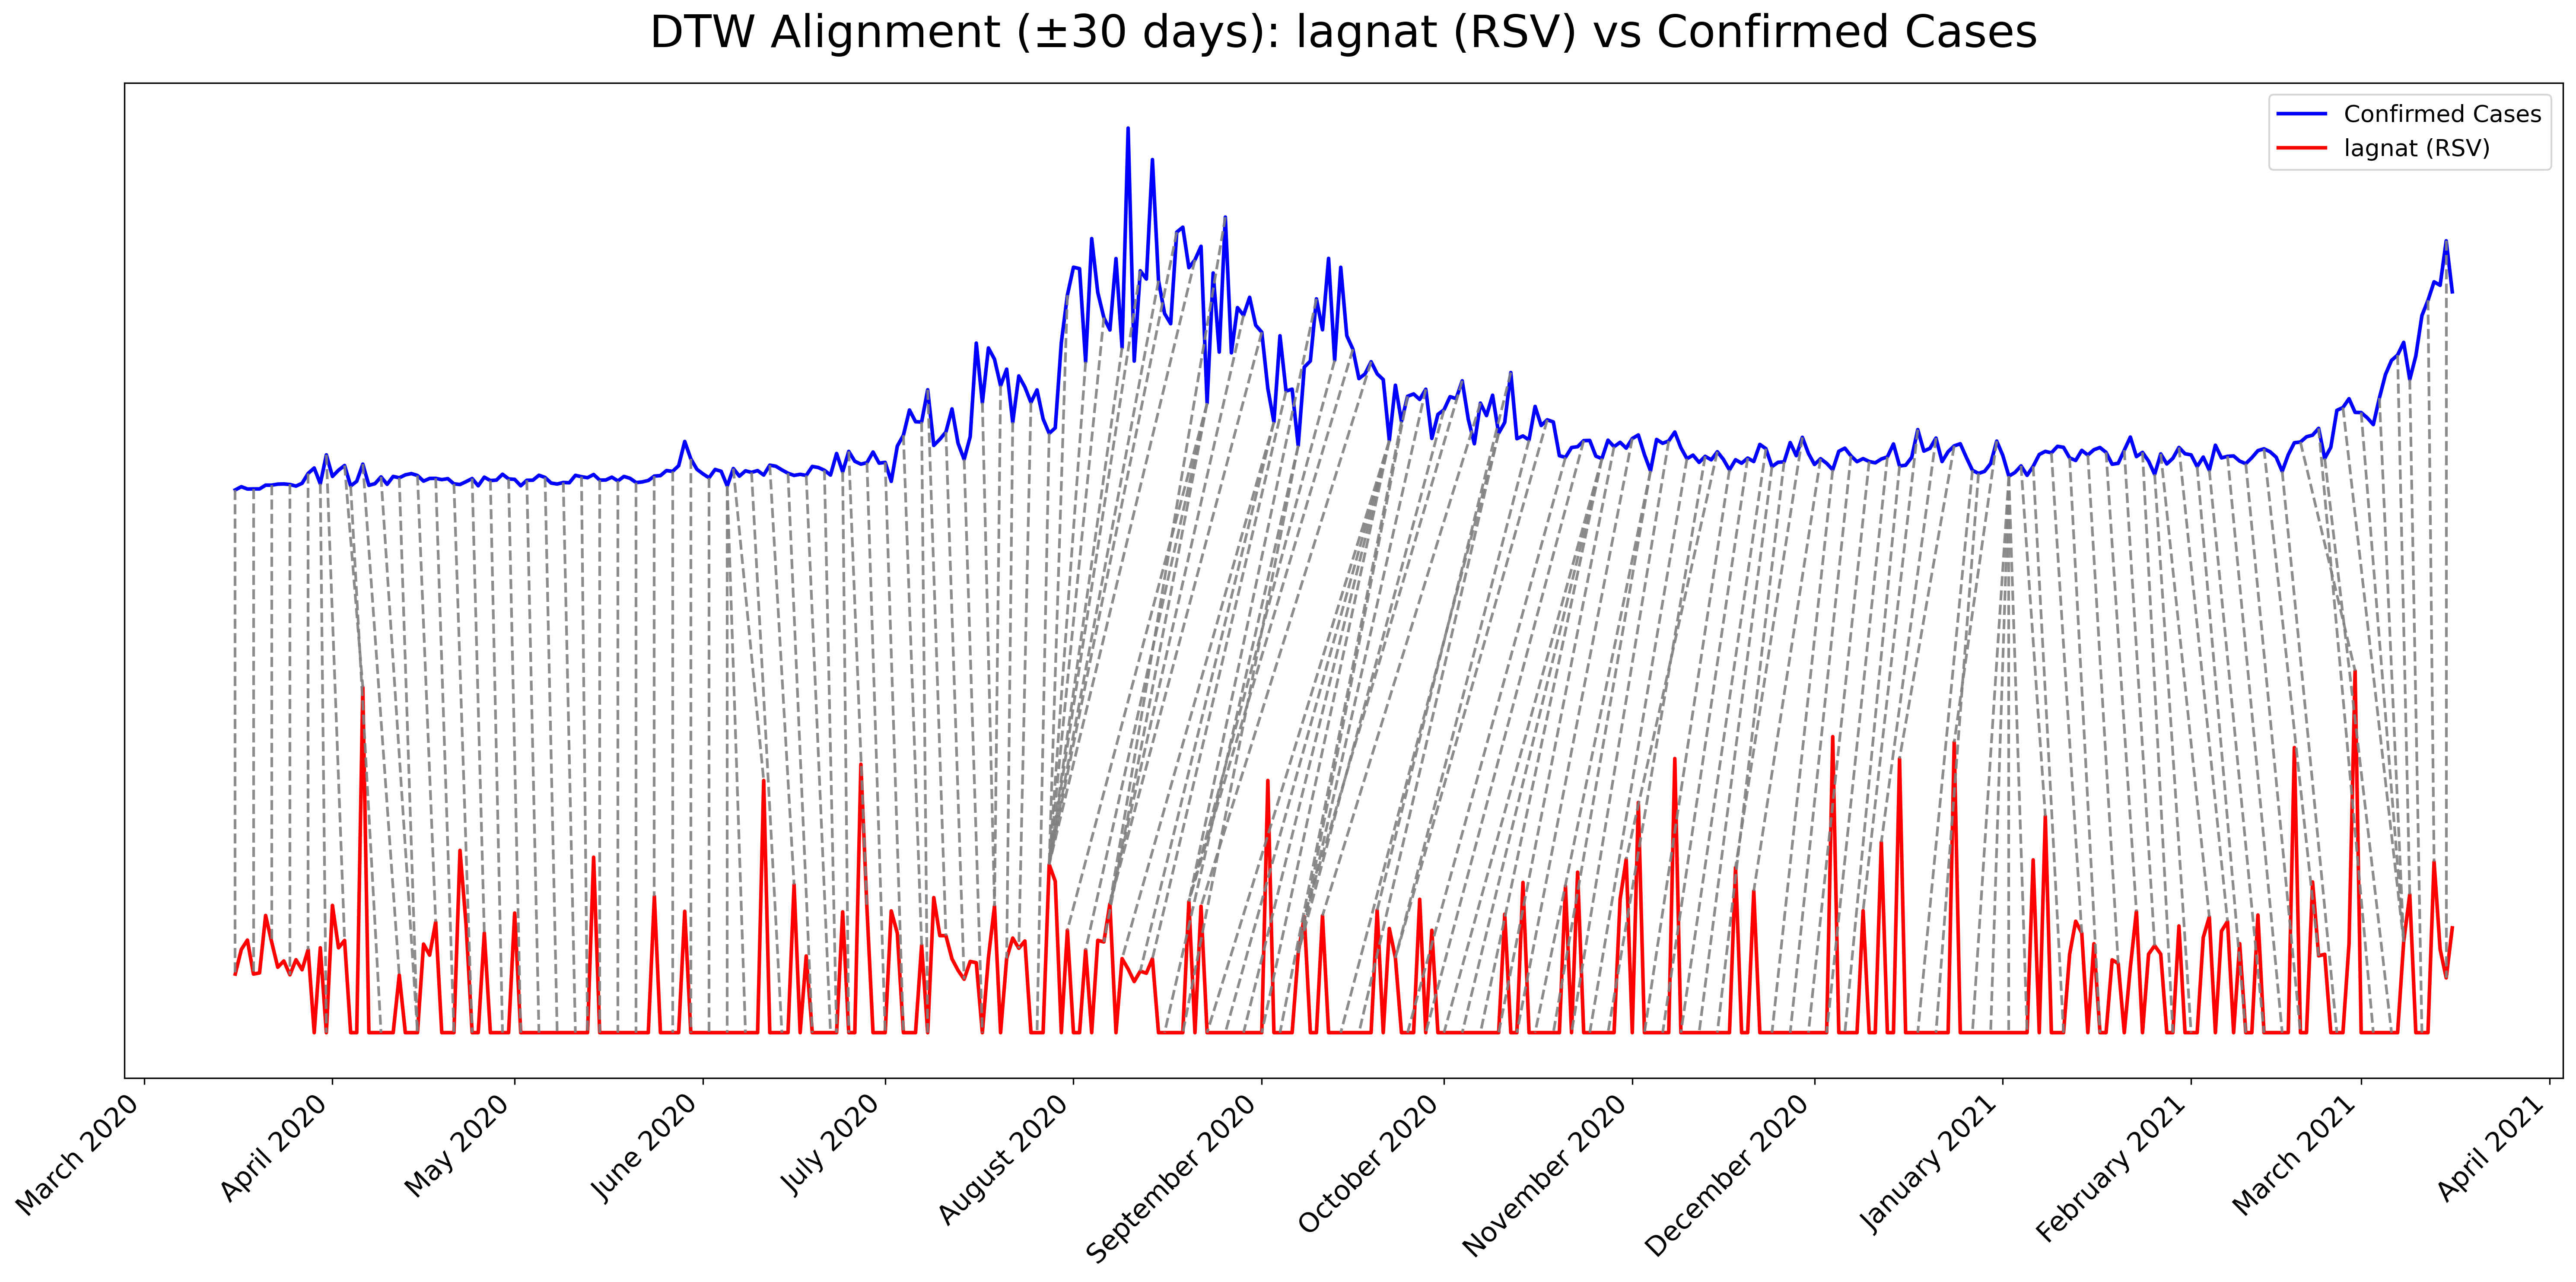 DTW Alignment (±30 days): lagnat (RSV) vs Confirmed Cases
Confirmed Cases
lagnat (RSV)
March 2020
April 2020
May 2020
June 2020
July 2020
August 2020
September 2020
October 2020
November 2020
December 2020
January 2021
February 2021
March 2021
April 2021